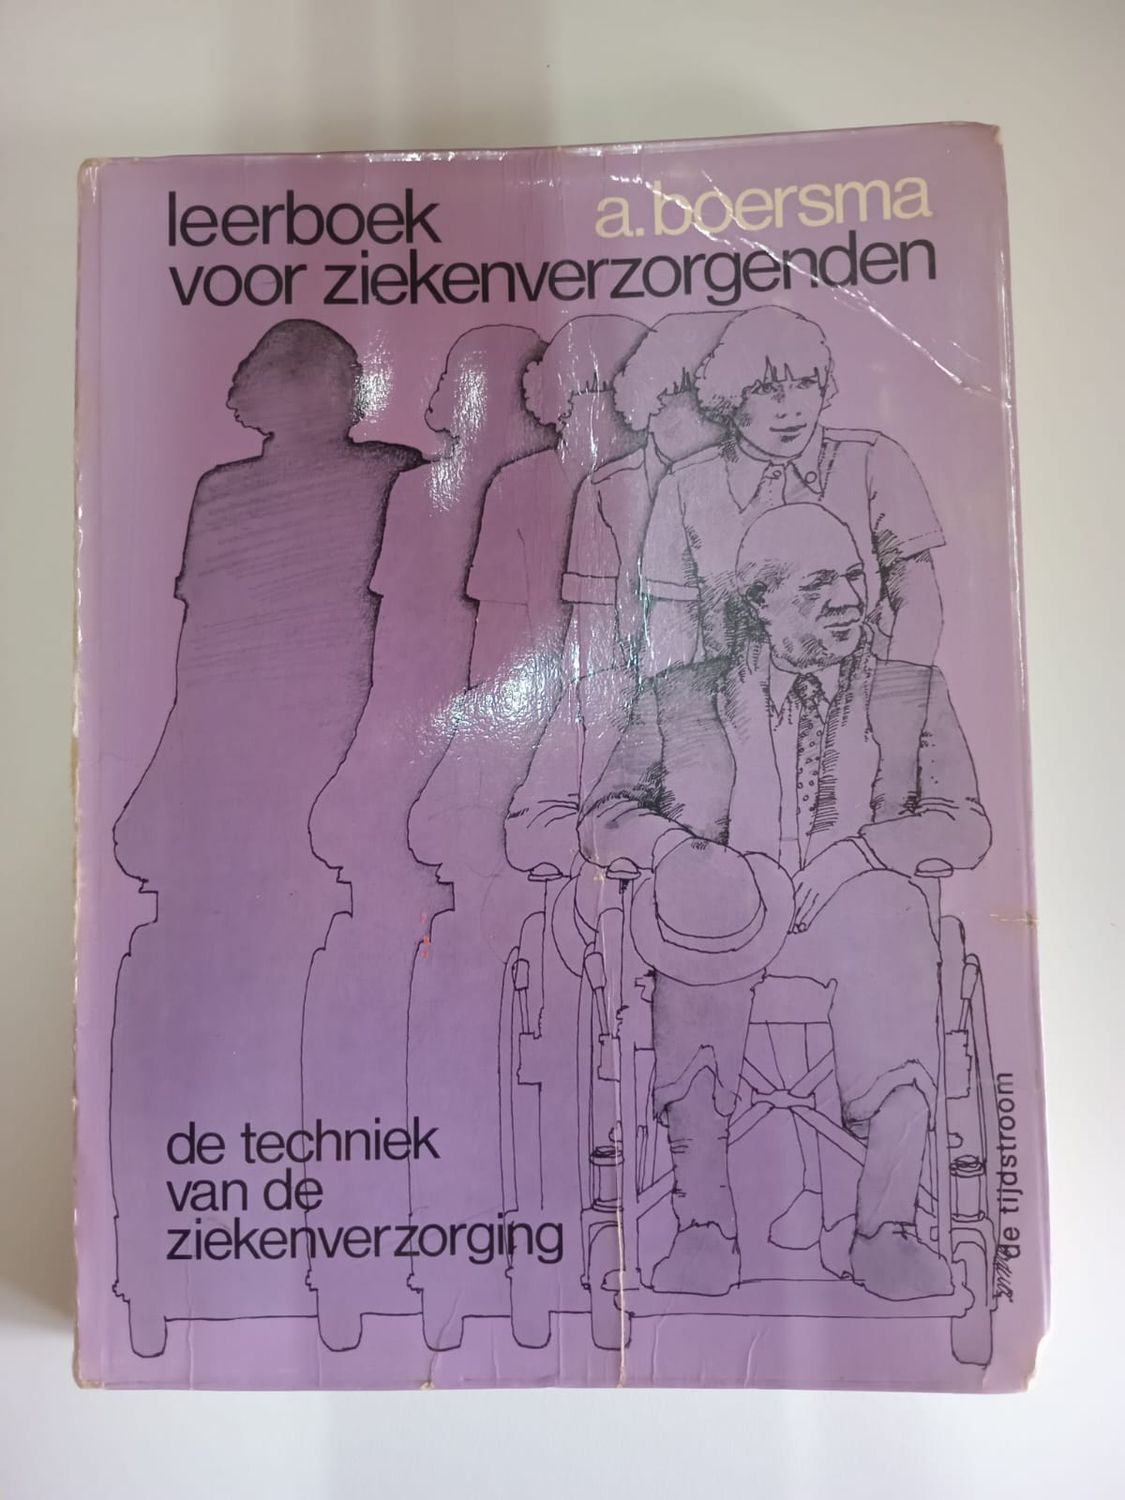 leerboek
a. boersma
voor ziekenverzorgenden
de techniek
van de
ziekenverzorging
de tijdstroom